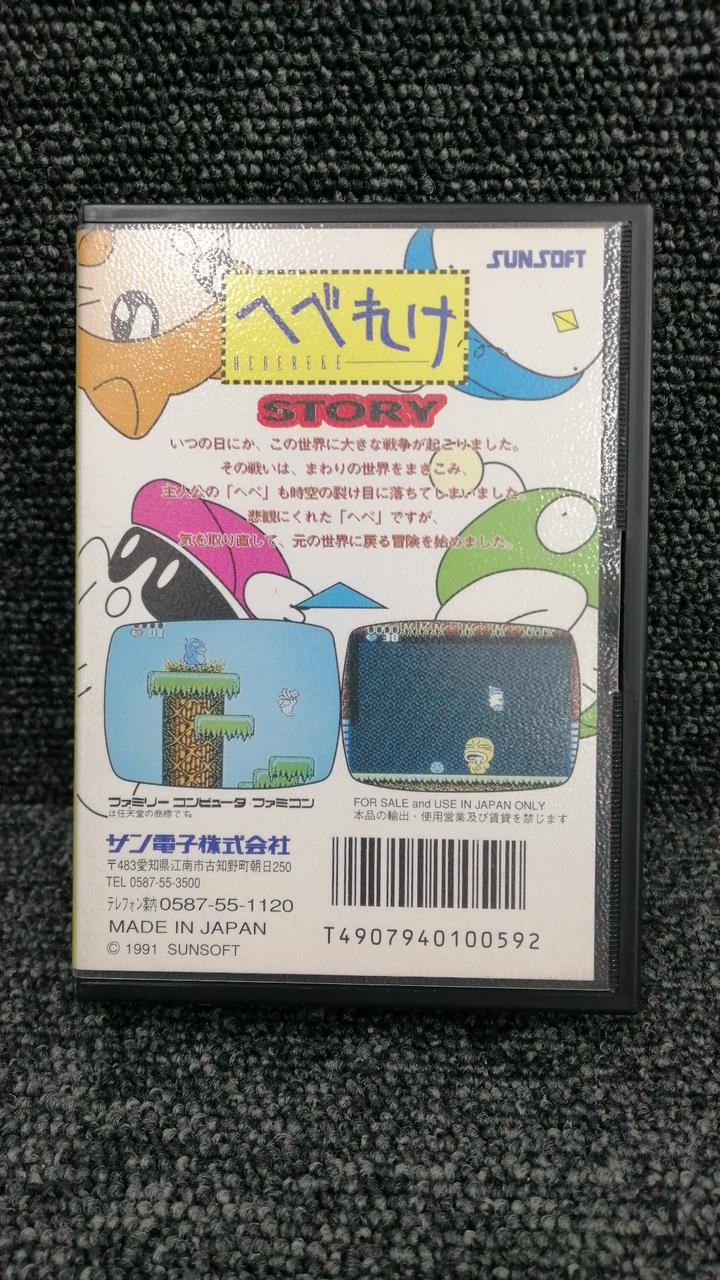 SUNSOFT
へべれけ
HEBEREKE
STORY
いつの日にか、この世界に大きな戦争が起こりました。
その戦いは、まわりの世界をまきこみ、
主人公の「へべ」も時空の裂け目に落ちてしまいました。
悲観にくれた「へべ」ですが、
気を取り直して、元の世界に戻る冒険を始めました。
01
30
ファミリーコンピュータ・ファミコン
は任天堂の商標です。
FOR SALE and USE IN JAPAN ONLY
本品の輸出・使用営業及び賃貸を禁じます
サン電子株式会社
〒483愛知県江南市古知野町朝日250
TEL 0587-55-3500
テレフォン案内0587-55-1120
MADE IN JAPAN
© 1991 SUNSOFT
T4907940100592